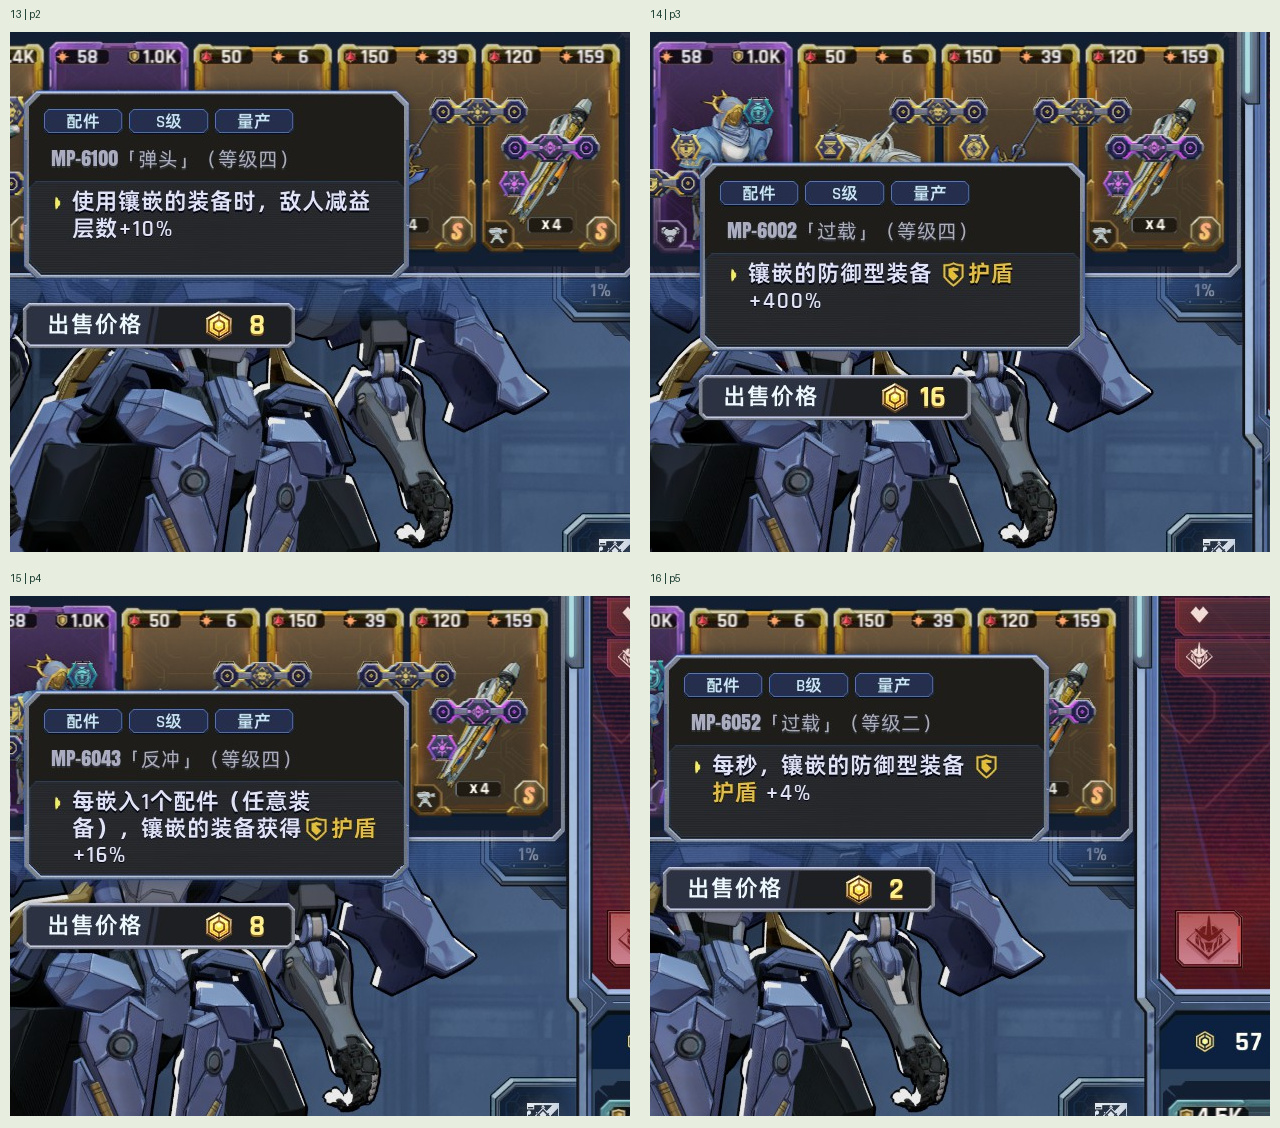 13 | p2
.4K 58 1.0K 50 6 150 39 120 159
配件 S级 量产
MP-6100「弹头」(等级四)
使用镶嵌的装备时，敌人减益
层数+10%
4 S x4 S
1%
出售价格 8
14 | p3
58 1.0K 50 6 150 39 120 159
配件 S级 量产
MP-6002「过载」(等级四)
镶嵌的防御型装备 护盾
+400%
x4 S
1%
出售价格 16
15 | p4
58 1.0K 50 6 150 39 120 159
配件 S级 量产
MP-6043「反冲」(等级四)
每嵌入1个配件（任意装
备），镶嵌的装备获得 护盾
+16%
x4 S
1%
出售价格 8
16 | p5
0K 50 6 150 39 120 159
配件 B级 量产
MP-6052「过载」(等级二)
每秒，镶嵌的防御型装备
护盾 +4%
4 S
1%
出售价格 2
57
4.5K